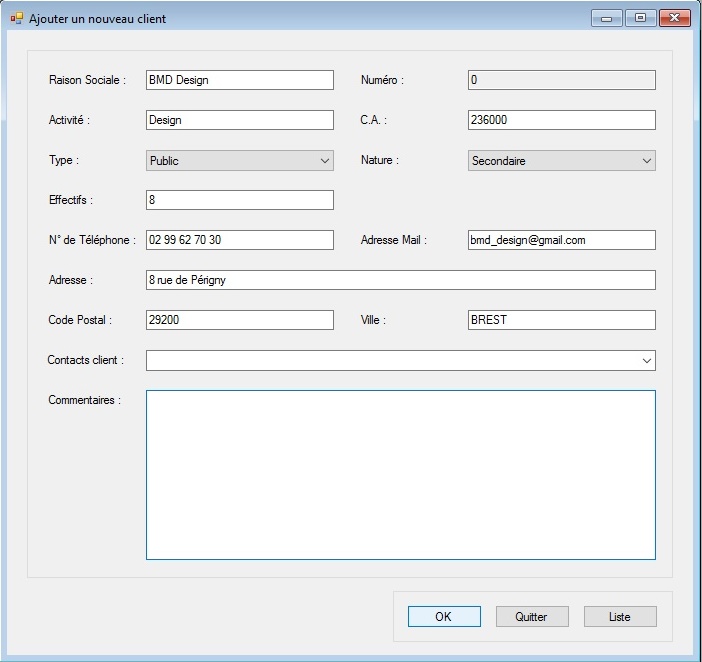 Ajouter un nouveau client
Raison Sociale : BMD Design Numéro : 0
Activité : Design C.A. : 236000
Type : Public Nature : Secondaire
Effectifs : 8
N° de Téléphone : 02 99 62 70 30 Adresse Mail : bmd_design@gmail.com
Adresse : 8 rue de Périgny
Code Postal : 29200 Ville : BREST
Contacts client :
Commentaires :
OK Quitter Liste